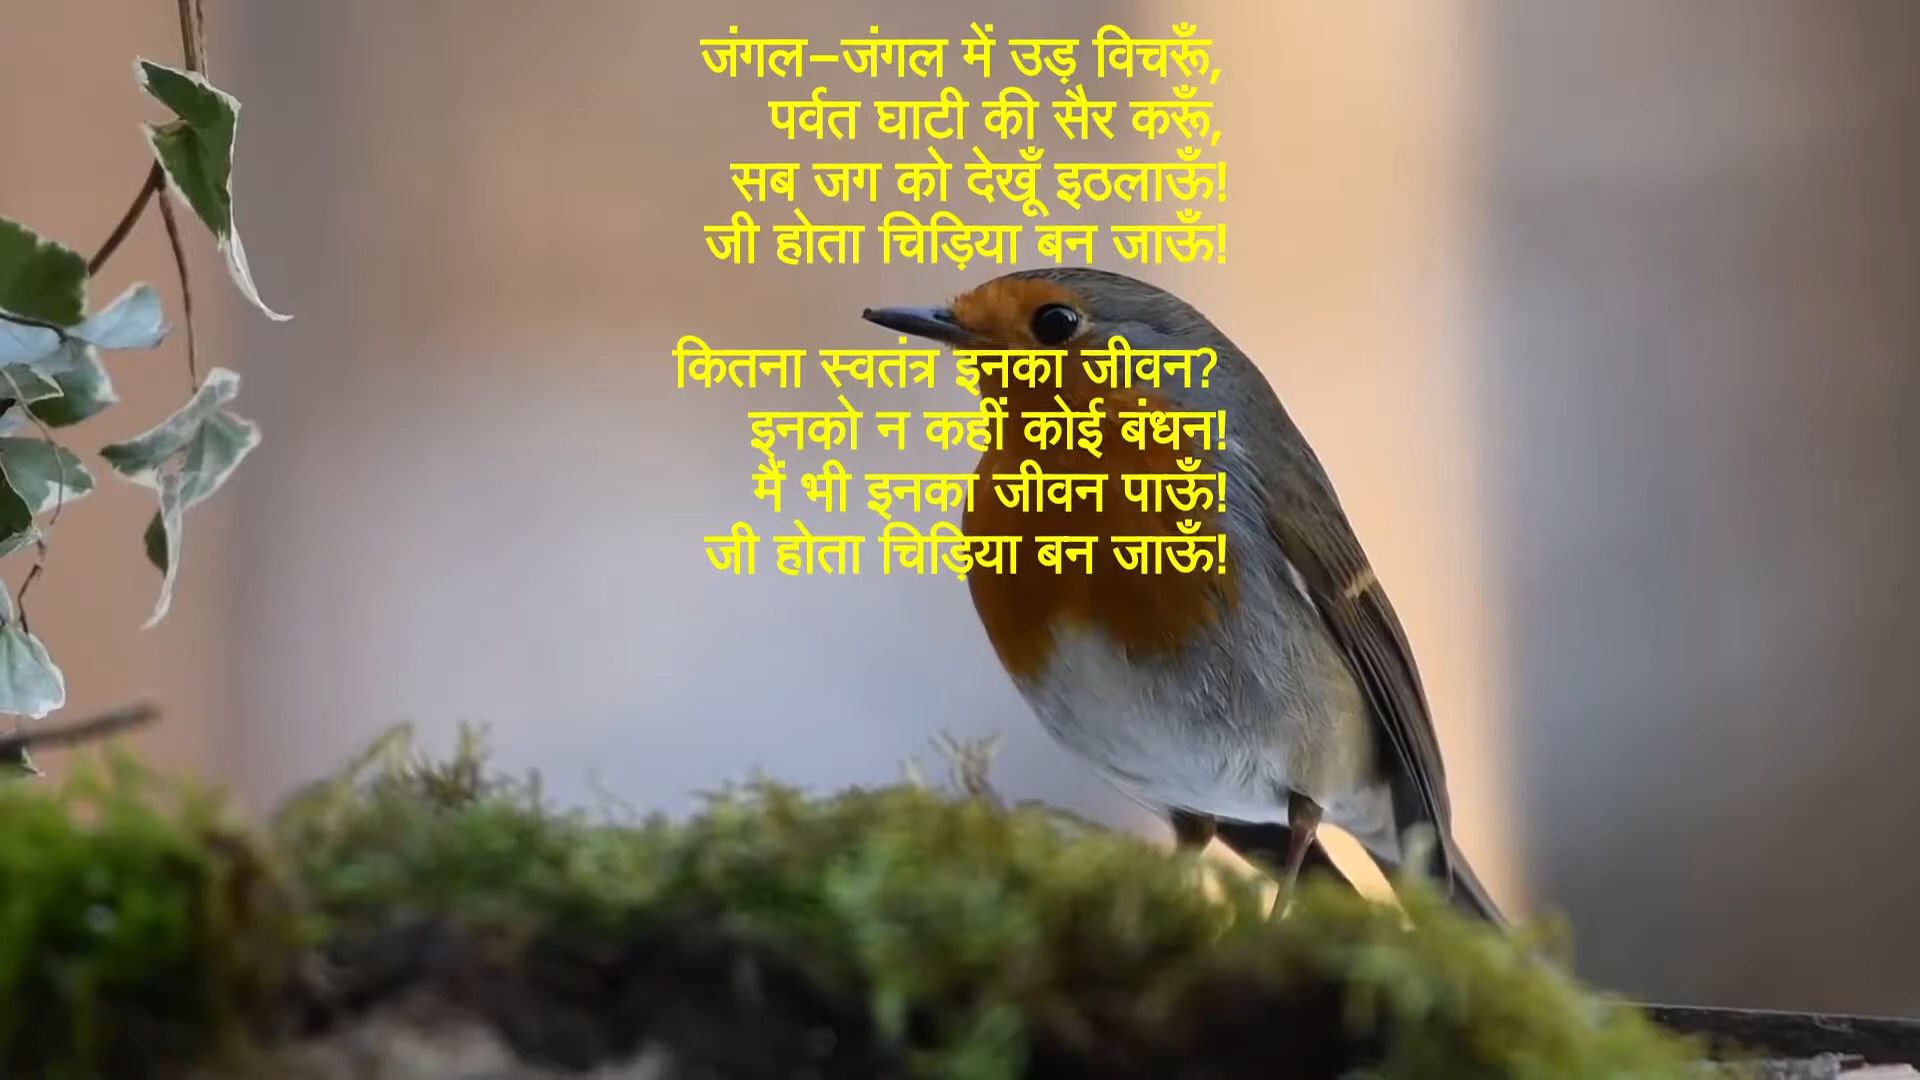 जंगल–जंगल में उड़ विचरूँ,
पर्वत घाटी की सैर करूँ,
सब जग को देखूँ इठलाऊँ!
जी होता चिड़िया बन जाऊँ!
कितना स्वतंत्र इनका जीवन?
इनको न कहीं कोई बंधन!
मैं भी इनका जीवन पाऊँ!
जी होता चिड़िया बन जाऊँ!